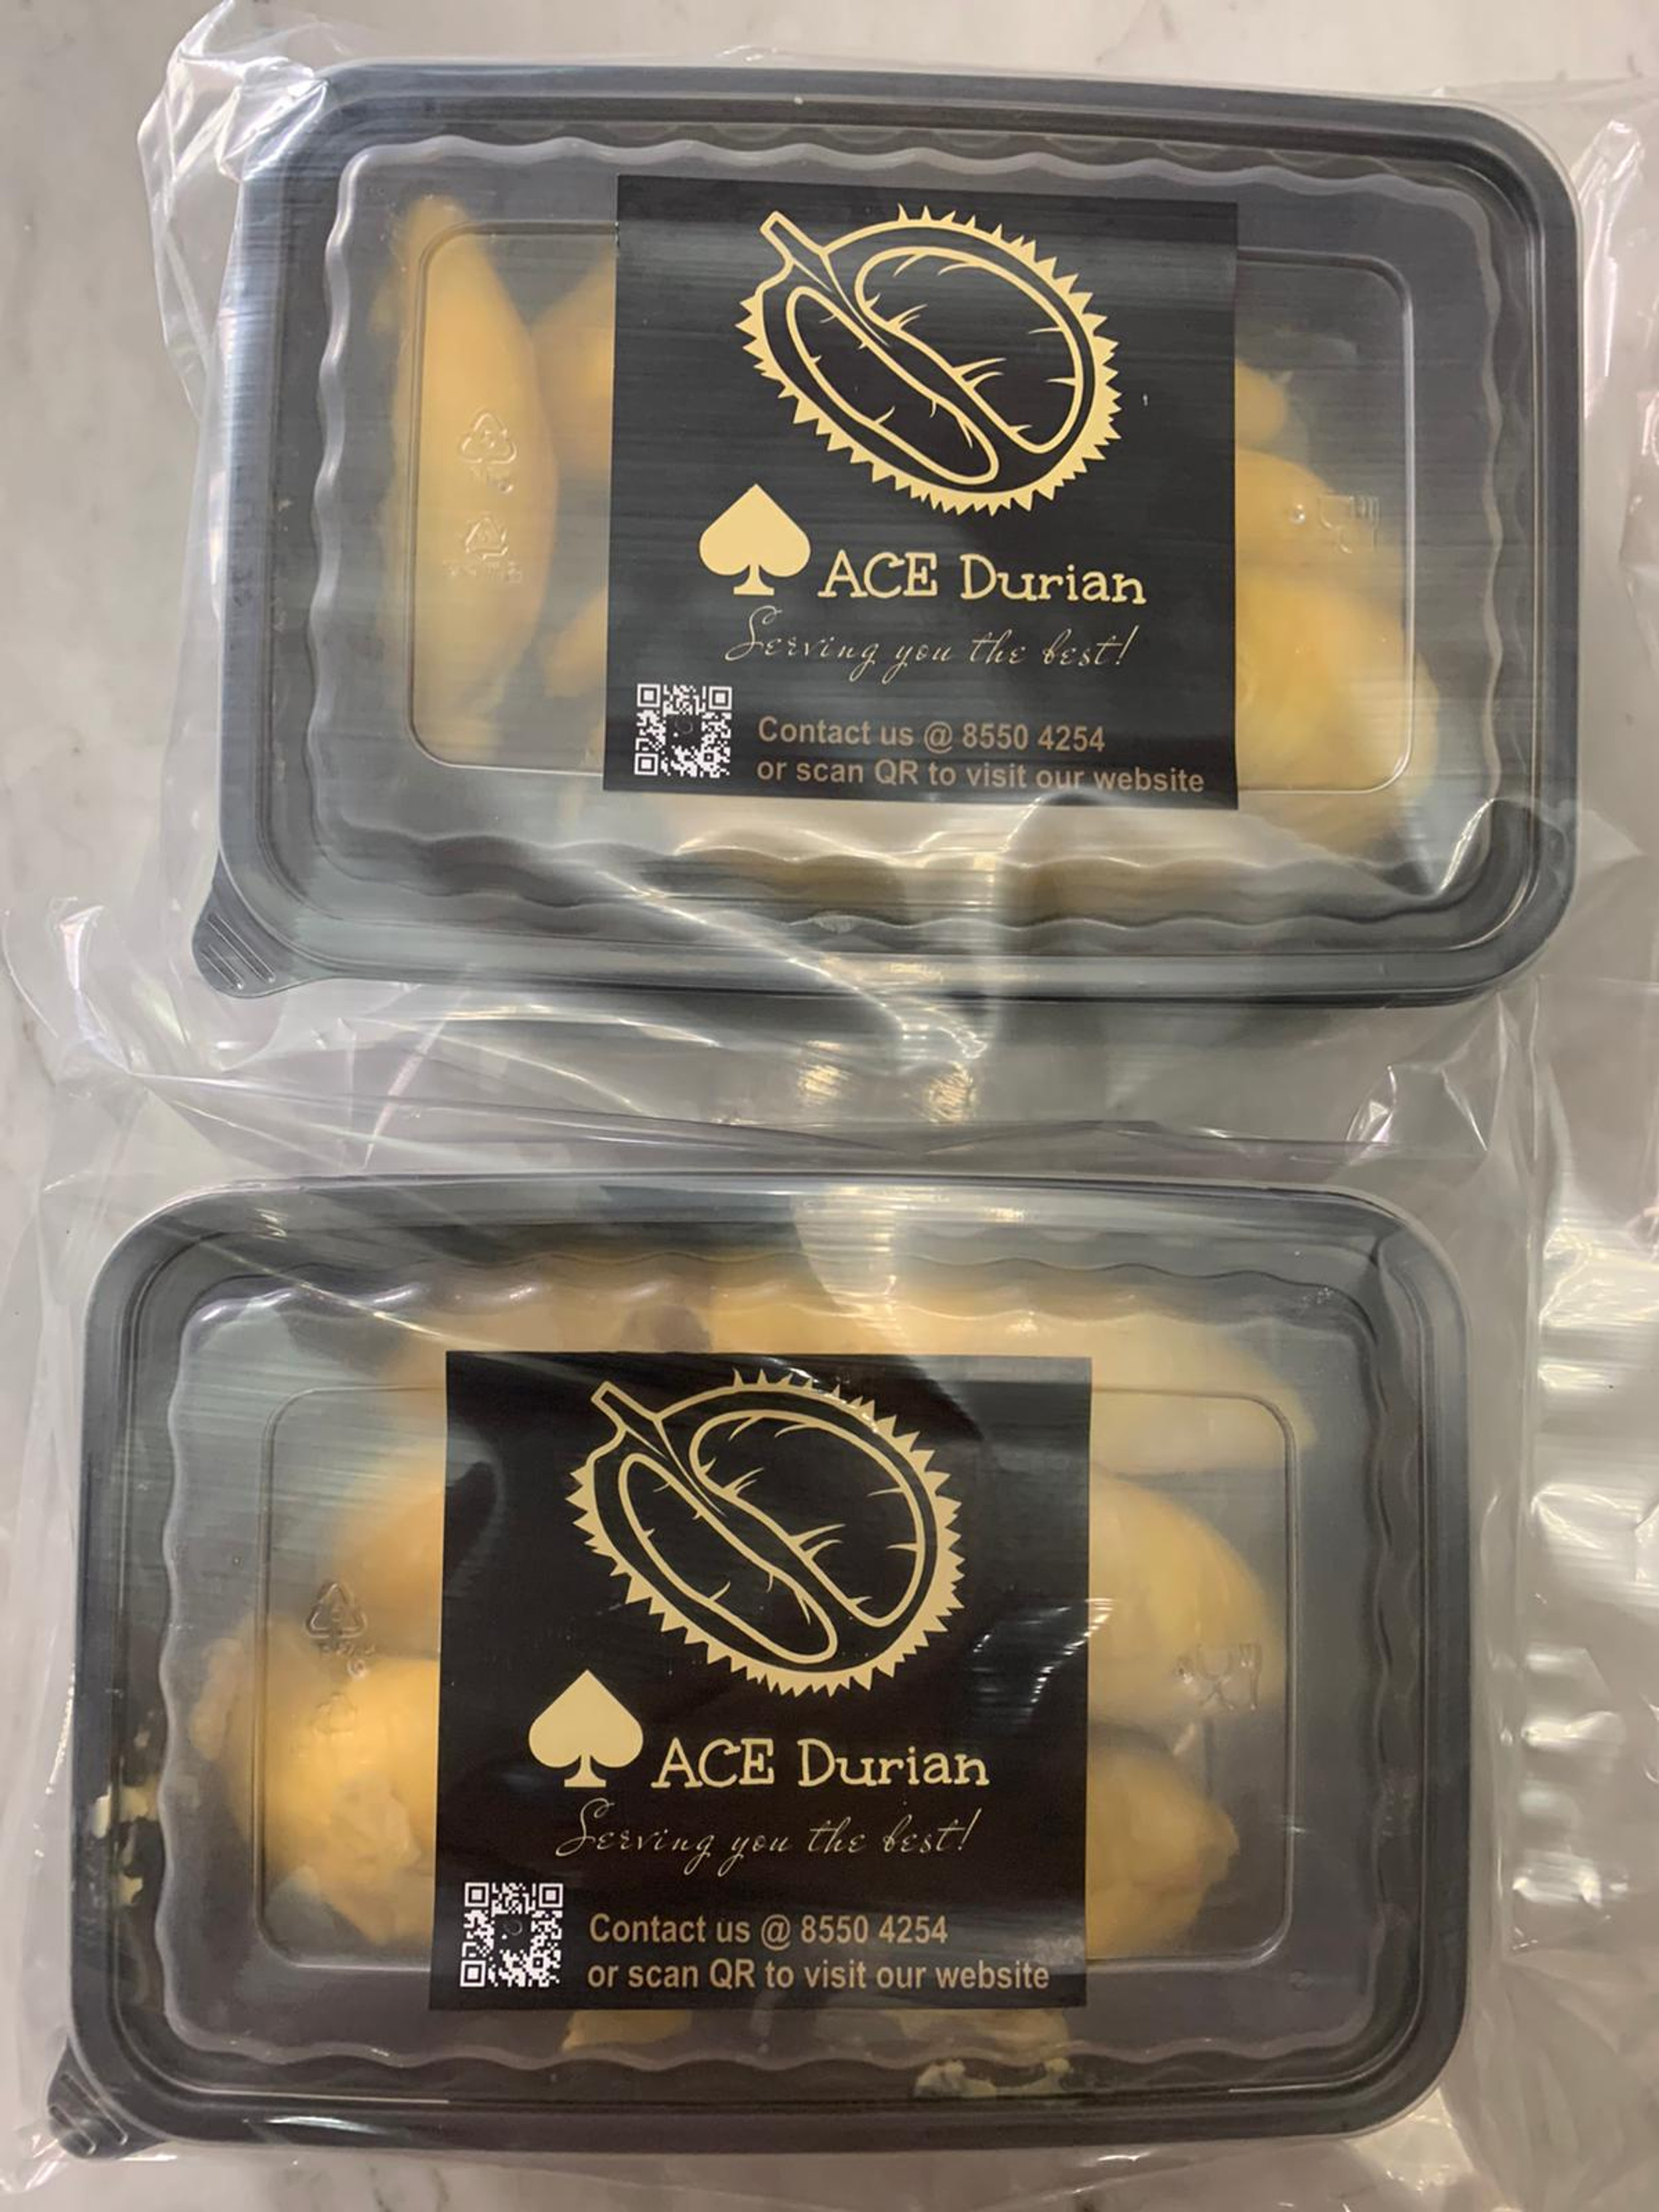 ACE Durian
Serving you the best!
Contact us @ 8550 4254
or scan QR to visit our website
ACE Durian
Serving you the best!
Contact us @ 8550 4254
or scan QR to visit our website